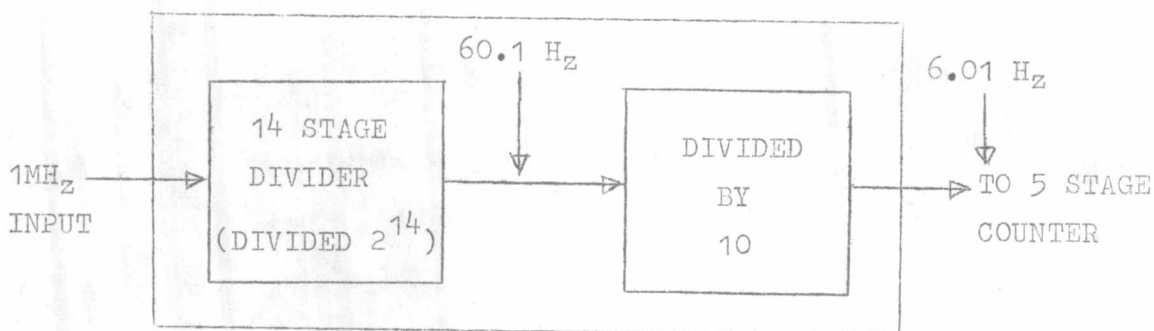 60.1 Hz
6.01 Hz
14 STAGE
DIVIDER
(DIVIDED 2^14)
DIVIDED
BY
10
1MHz
INPUT
TO 5 STAGE
COUNTER